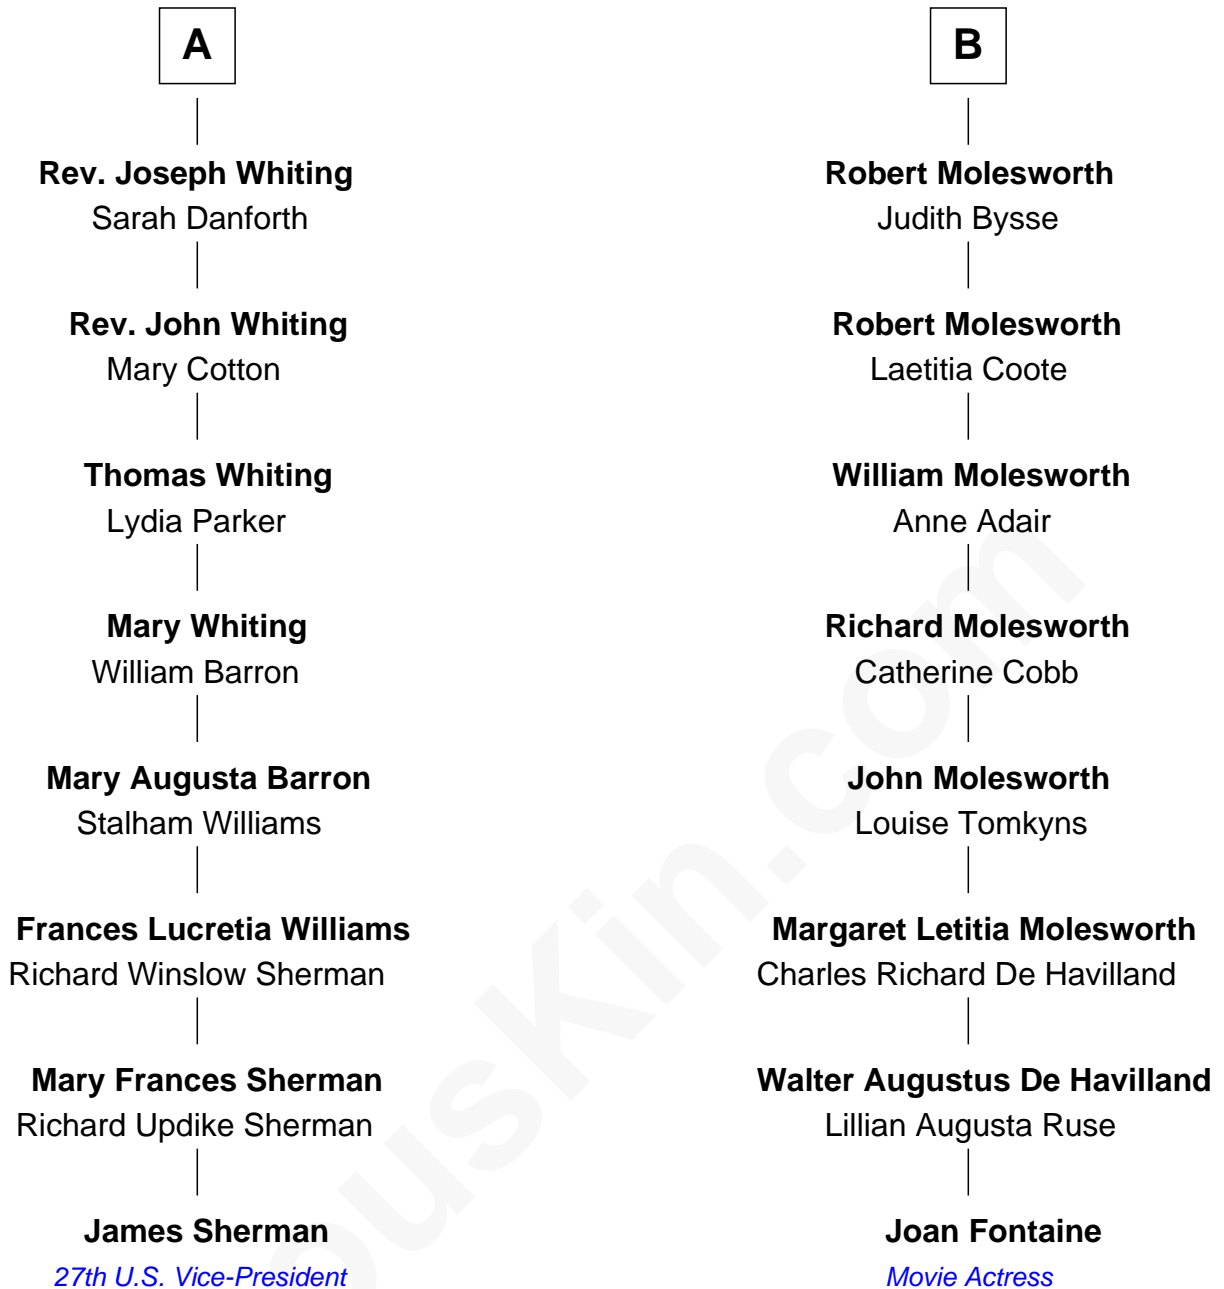 A
Rev. Joseph Whiting
Sarah Danforth
Rev. John Whiting
Mary Cotton
Thomas Whiting
Lydia Parker
Mary Whiting
William Barron
Mary Augusta Barron
Stalham Williams
Frances Lucretia Williams
Richard Winslow Sherman
Mary Frances Sherman
Richard Updike Sherman
James Sherman
27th U.S. Vice-President
B
Robert Molesworth
Judith Bysse
Robert Molesworth
Laetitia Coote
William Molesworth
Anne Adair
Richard Molesworth
Catherine Cobb
John Molesworth
Louise Tomkyns
Margaret Letitia Molesworth
Charles Richard De Havilland
Walter Augustus De Havilland
Lillian Augusta Ruse
Joan Fontaine
Movie Actress
ousKin.com